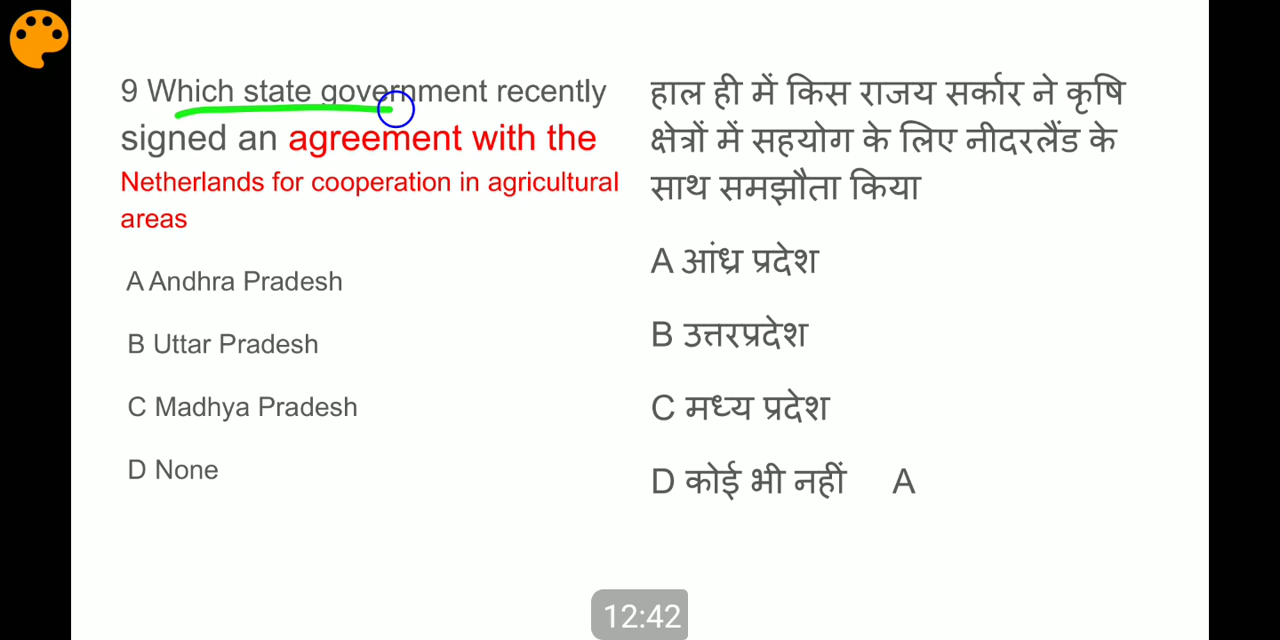 9 Which state government recently
signed an agreement with the
Netherlands for cooperation in agricultural
areas
A Andhra Pradesh
B Uttar Pradesh
C Madhya Pradesh
D None
हाल ही में किस राजय सर्कार ने कृषि
क्षेत्रों में सहयोग के लिए नीदरलैंड के
साथ समझौता किया
A आंध्र प्रदेश
B उत्तरप्रदेश
C मध्य प्रदेश
D कोई भी नहीं A
12:42